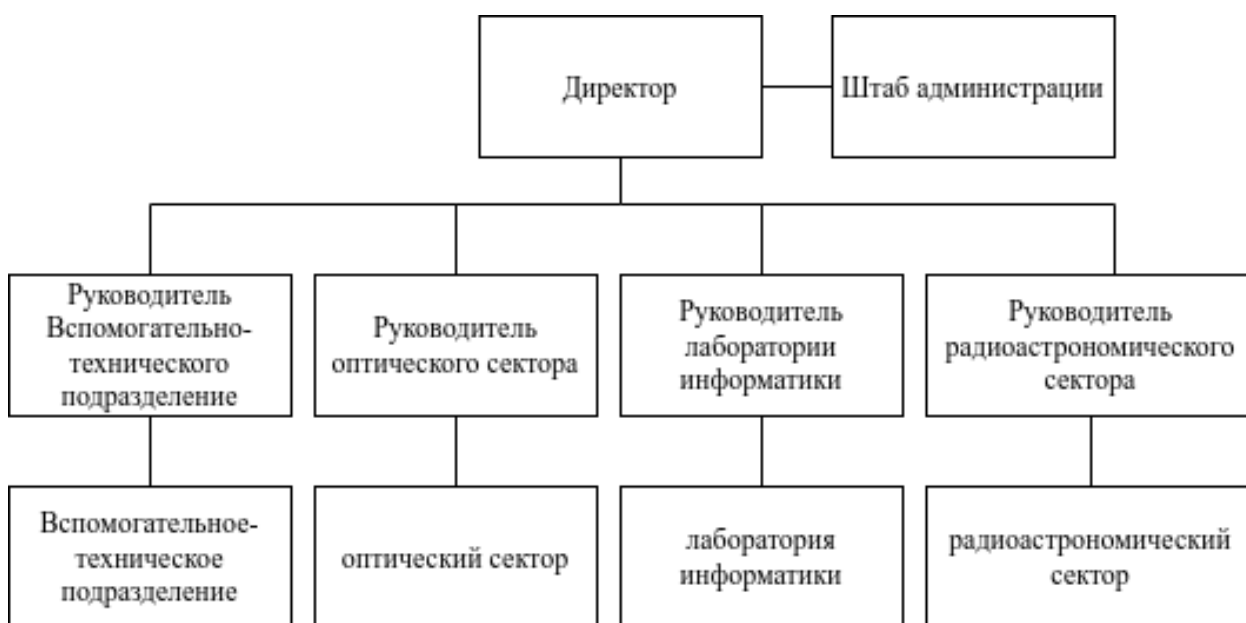 Директор
Штаб администрации
Руководитель
Вспомогательно-
технического
подразделение
Руководитель
оптического сектора
Руководитель
лаборатории
информатики
Руководитель
радиоастрономического
сектора
Вспомогательное-
техническое
подразделение
оптический сектор
лаборатория
информатики
радиоастрономический
сектор